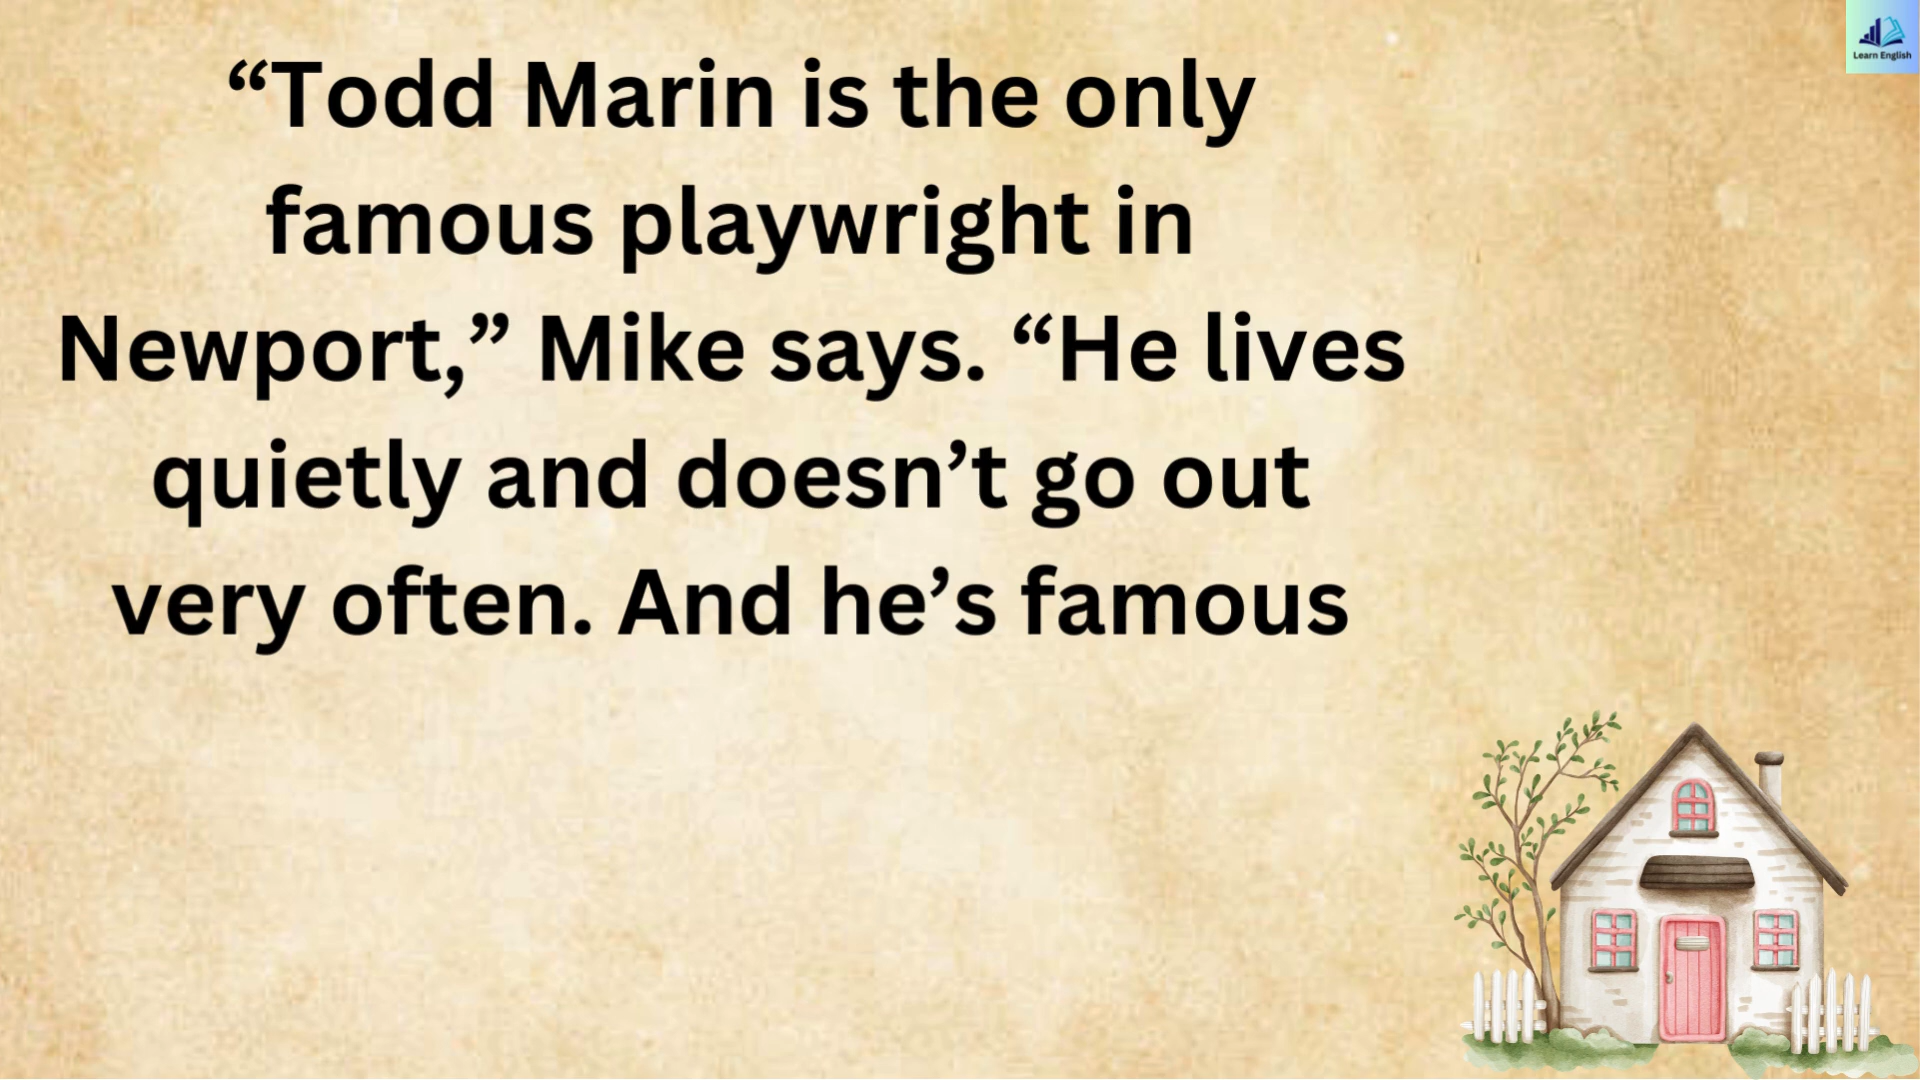 “Todd Marin is the only
famous playwright in
Newport,” Mike says. “He lives
quietly and doesn’t go out
very often. And he’s famous
Learn English